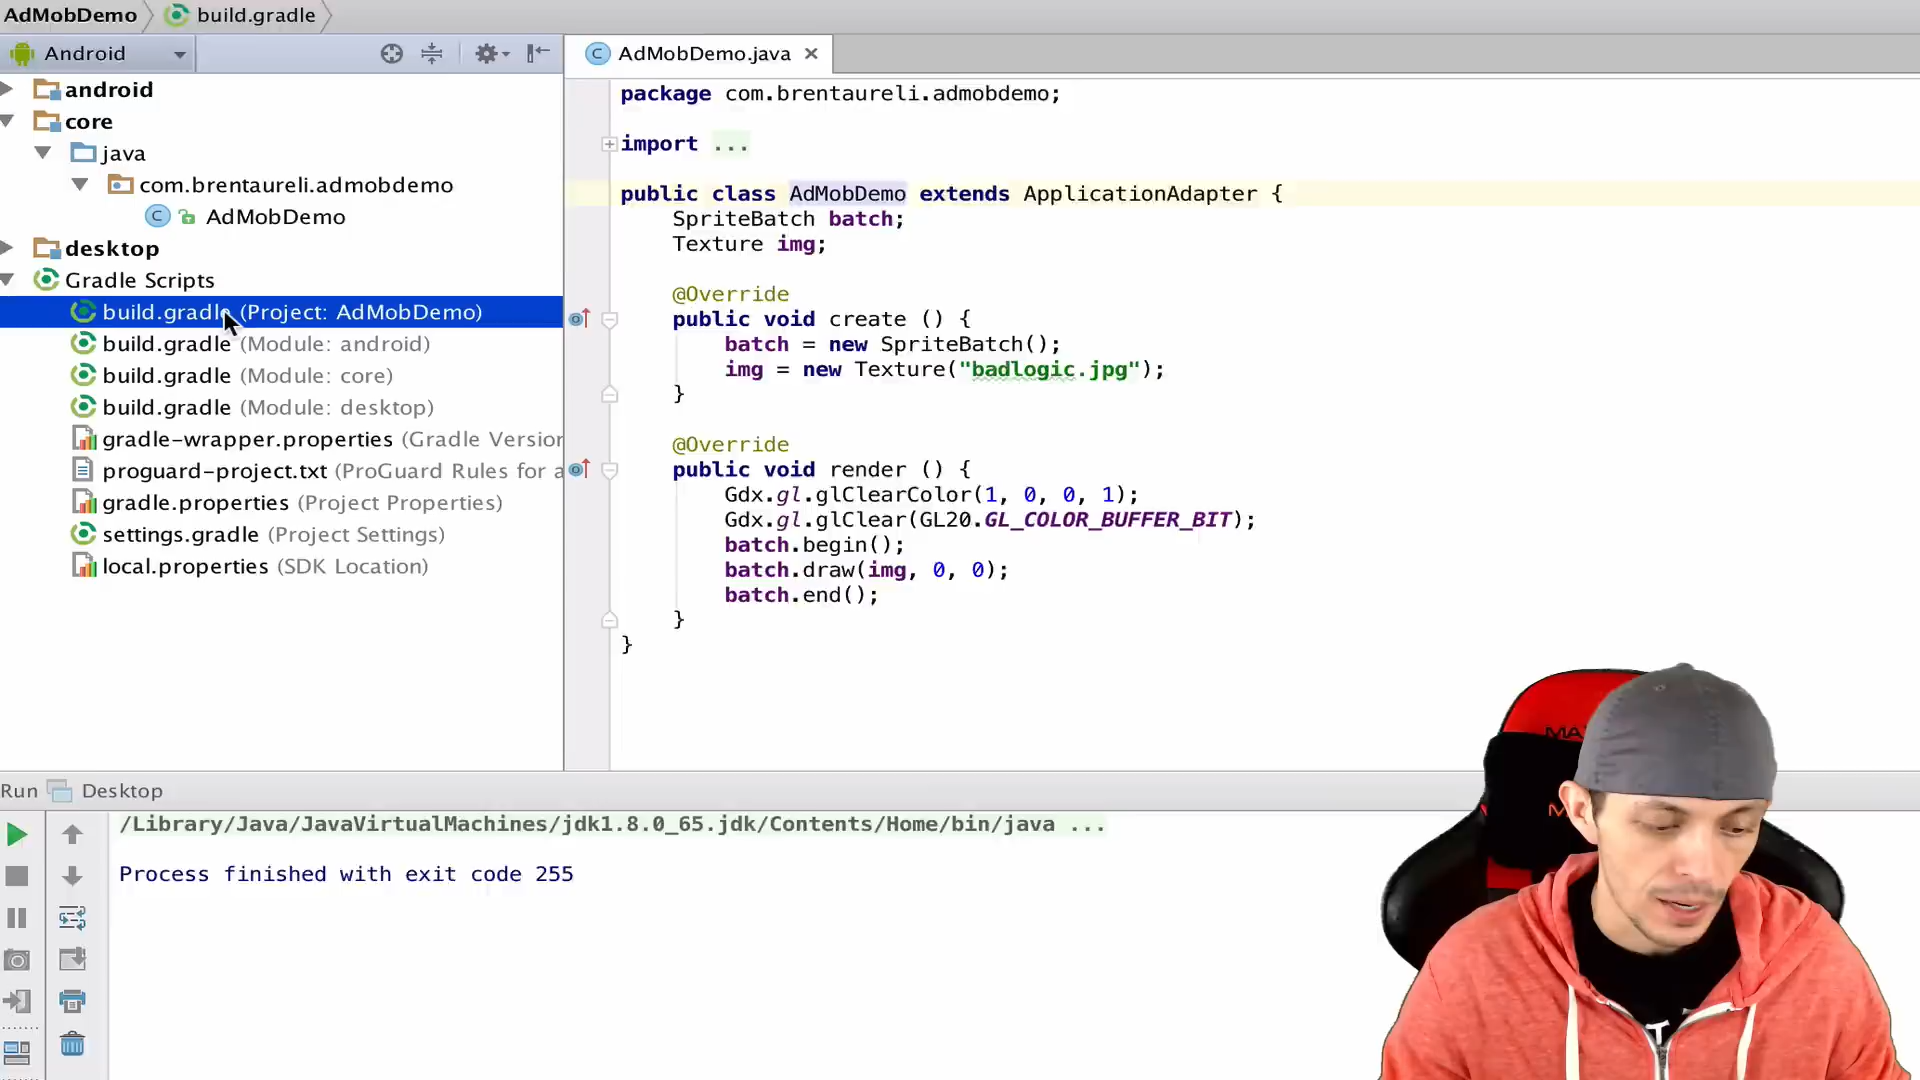 AdMobDemo
build.gradle
Android
android
core
java
com.brentaureli.admobdemo
AdMobDemo
desktop
Gradle Scripts
build.gradle (Project: AdMobDemo)
build.gradle (Module: android)
build.gradle (Module: core)
build.gradle (Module: desktop)
gradle-wrapper.properties (Gradle Version
proguard-project.txt (ProGuard Rules for a
gradle.properties (Project Properties)
settings.gradle (Project Settings)
local.properties (SDK Location)
AdMobDemo.java
package com.brentaureli.admobdemo;
import ...
public class AdMobDemo extends ApplicationAdapter {
SpriteBatch batch;
Texture img;
@Override
public void create () {
batch = new SpriteBatch();
img = new Texture("badlogic.jpg");
}
@Override
public void render () {
Gdx.gl.glClearColor(1, 0, 0, 1);
Gdx.gl.glClear(GL20.GL_COLOR_BUFFER_BIT);
batch.begin();
batch.draw(img, 0, 0);
batch.end();
}
}
Run Desktop
/Library/Java/JavaVirtualMachines/jdk1.8.0_65.jdk/Contents/Home/bin/java ...
Process finished with exit code 255